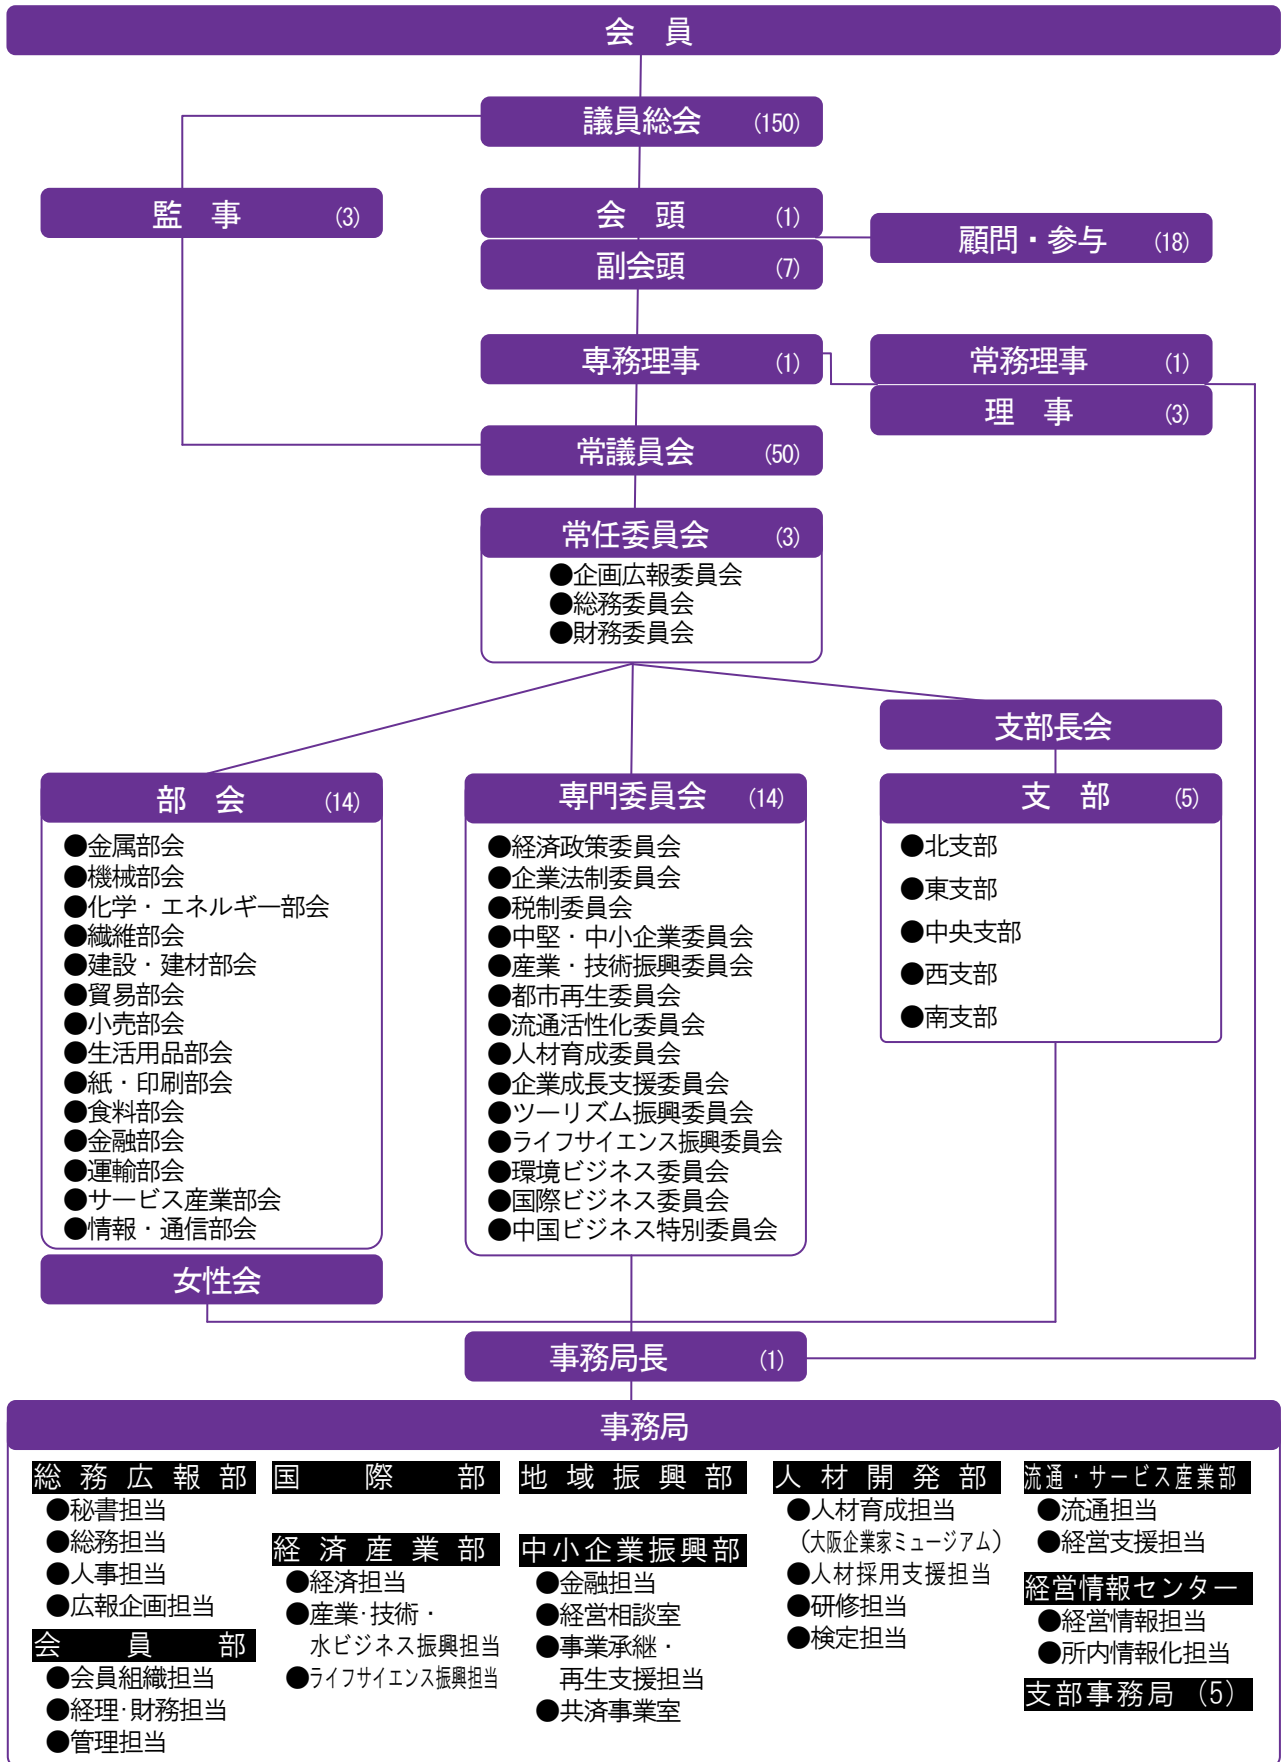 会　員
議員総会 (150)
監　事 (3)
会　頭 (1)
副会頭 (7)
顧問・参与 (18)
専務理事 (1)
常務理事 (1)
理　事 (3)
常議員会 (50)
常任委員会 (3)
●企画広報委員会
●総務委員会
●財務委員会
支部長会
部　会 (14)
●金属部会
●機械部会
●化学・エネルギー部会
●繊維部会
●建設・建材部会
●貿易部会
●小売部会
●生活用品部会
●紙・印刷部会
●食料部会
●金融部会
●運輸部会
●サービス産業部会
●情報・通信部会
女性会
専門委員会 (14)
●経済政策委員会
●企業法制委員会
●税制委員会
●中堅・中小企業委員会
●産業・技術振興委員会
●都市再生委員会
●流通活性化委員会
●人材育成委員会
●企業成長支援委員会
●ツーリズム振興委員会
●ライフサイエンス振興委員会
●環境ビジネス委員会
●国際ビジネス委員会
●中国ビジネス特別委員会
支　部 (5)
●北支部
●東支部
●中央支部
●西支部
●南支部
事務局長 (1)
事務局
総務広報部
●秘書担当
●総務担当
●人事担当
●広報企画担当
会員部
●会員組織担当
●経理・財務担当
●管理担当
国際部
経済産業部
●経済担当
●産業・技術・
水ビジネス振興担当
●ライフサイエンス振興担当
地域振興部
中小企業振興部
●金融担当
●経営相談室
●事業承継・
再生支援担当
●共済事業室
人材開発部
●人材育成担当
（大阪企業家ミュージアム）
●人材採用支援担当
●研修担当
●検定担当
流通・サービス産業部
●流通担当
●経営支援担当
経営情報センター
●経営情報担当
●所内情報化担当
支部事務局（5）